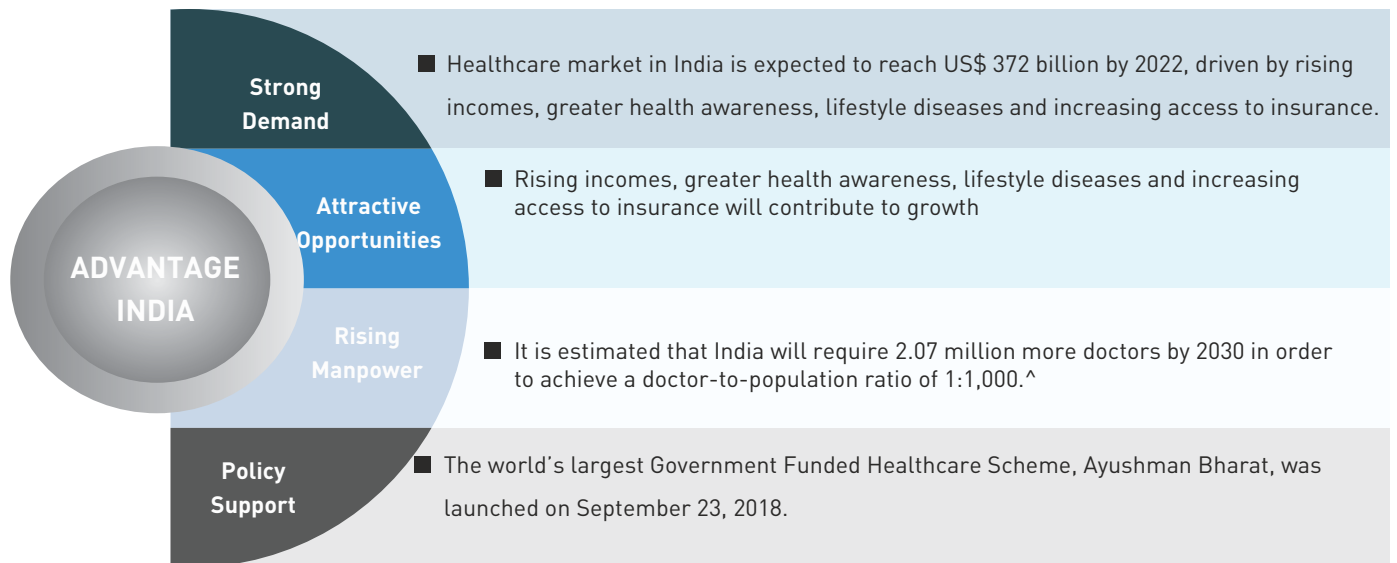 ADVANTAGE
INDIA
Strong
Demand
■ Healthcare market in India is expected to reach US$ 372 billion by 2022, driven by rising
incomes, greater health awareness, lifestyle diseases and increasing access to insurance.
Attractive
Opportunities
■ Rising incomes, greater health awareness, lifestyle diseases and increasing
access to insurance will contribute to growth
Rising
Manpower
■ It is estimated that India will require 2.07 million more doctors by 2030 in order
to achieve a doctor-to-population ratio of 1:1,000.^
Policy
Support
■ The world’s largest Government Funded Healthcare Scheme, Ayushman Bharat, was
launched on September 23, 2018.